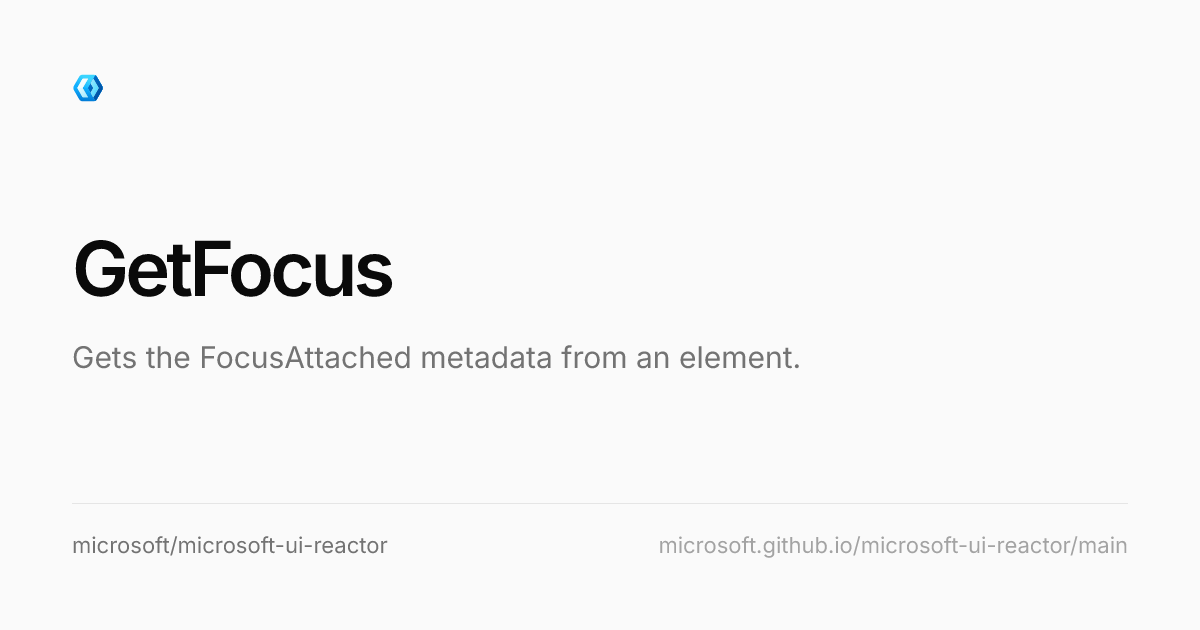 GetFocus
Gets the FocusAttached metadata from an element.
microsoft/microsoft-ui-reactor
microsoft.github.io/microsoft-ui-reactor/main